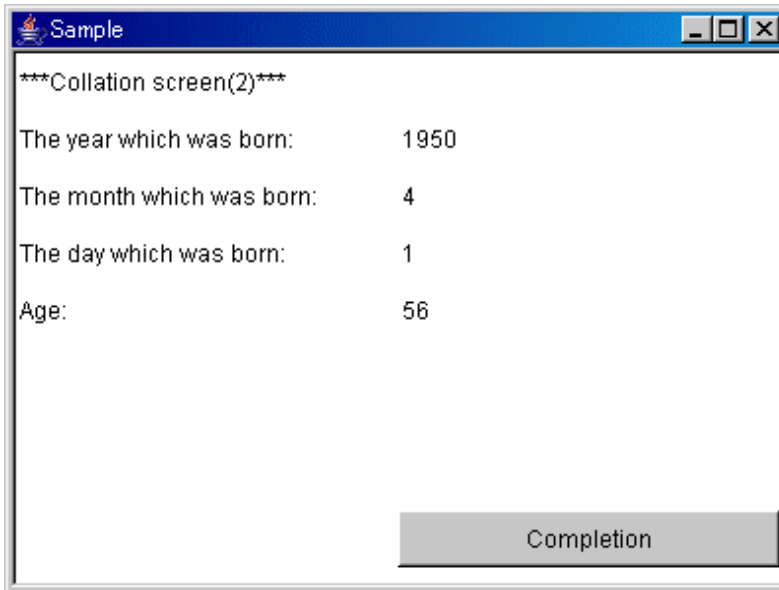 Sample
***Collation screen(2)***
The year which was born: 1950
The month which was born: 4
The day which was born: 1
Age: 56
Completion